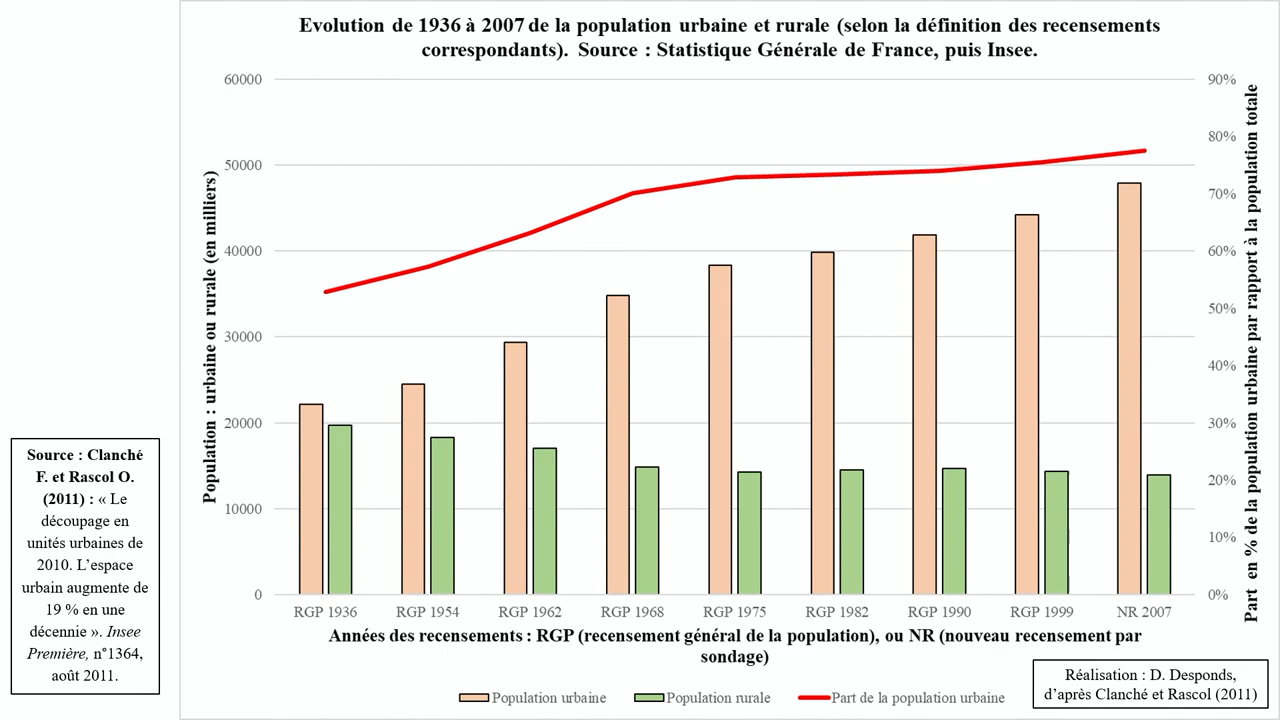 Evolution de 1936 à 2007 de la population urbaine et rurale (selon la définition des recensements
correspondants). Source : Statistique Générale de France, puis Insee.
60000
50000
40000
30000
20000
10000
0
Population : urbaine ou rurale (en milliers)
90%
80%
70%
60%
50%
40%
30%
20%
10%
0%
Part en % de la population urbaine par rapport à la population totale
RGP 1936
RGP 1954
RGP 1962
RGP 1968
RGP 1975
RGP 1982
RGP 1990
RGP 1999
NR 2007
Années des recensements : RGP (recensement général de la population), ou NR (nouveau recensement par
sondage)
Population urbaine
Population rurale
Part de la population urbaine
Source : Clanché
F. et Rascol O.
(2011) : « Le
découpage en
unités urbaines de
2010. L'espace
urbain augmente de
19 % en une
décennie ». Insee
Première, n°1364,
août 2011.
Réalisation : D. Desponds,
d'après Clanché et Rascol (2011)